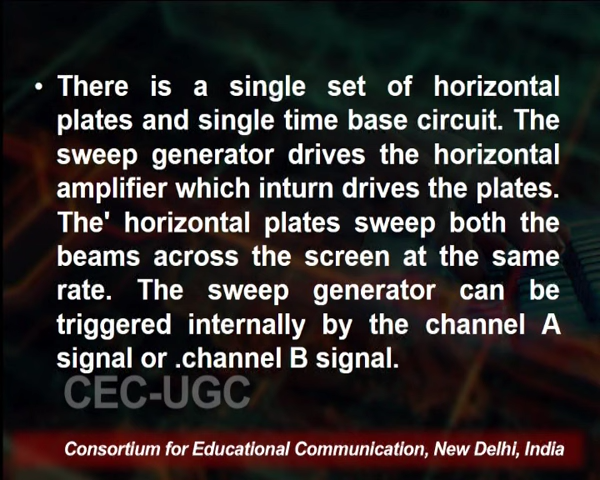 • There is a single set of horizontal
plates and single time base circuit. The
sweep generator drives the horizontal
amplifier which inturn drives the plates.
The' horizontal plates sweep both the
beams across the screen at the same
rate. The sweep generator can be
triggered internally by the channel A
signal or .channel B signal.
CEC-UGC
Consortium for Educational Communication, New Delhi, India